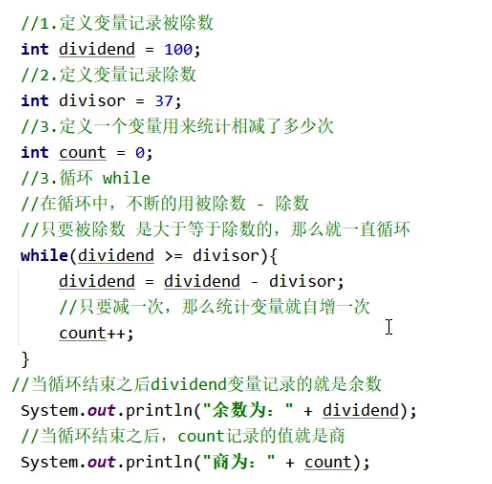 //1.定义变量记录被除数
int dividend = 100;
//2.定义变量记录除数
int divisor = 37;
//3.定义一个变量用来统计相减了多少次
int count = 0;
//3.循环 while
//在循环中，不断的用被除数 - 除数
//只要被除数 是大于等于除数的，那么就一直循环
while(dividend >= divisor){
    dividend = dividend - divisor;
    //只要减一次，那么统计变量就自增一次
    count++;
}
//当循环结束之后dividend变量记录的就是余数
System.out.println("余数为：" + dividend);
//当循环结束之后，count记录的值就是商
System.out.println("商为：" + count);